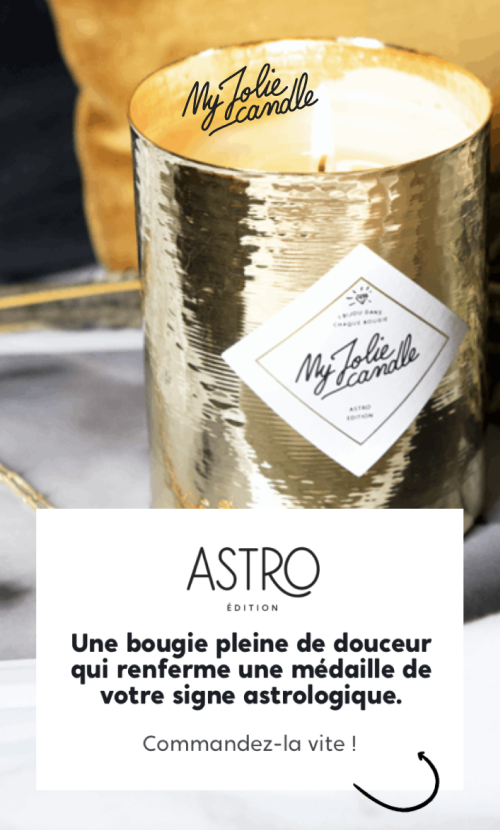 My Jolie
candle
1 BIJOU DANS
CHAQUE BOUGIE
My Jolie
candle
ASTRO
EDITION
ASTRO
ÉDITION
Une bougie pleine de douceur
qui renferme une médaille de
votre signe astrologique.
Commandez-la vite !